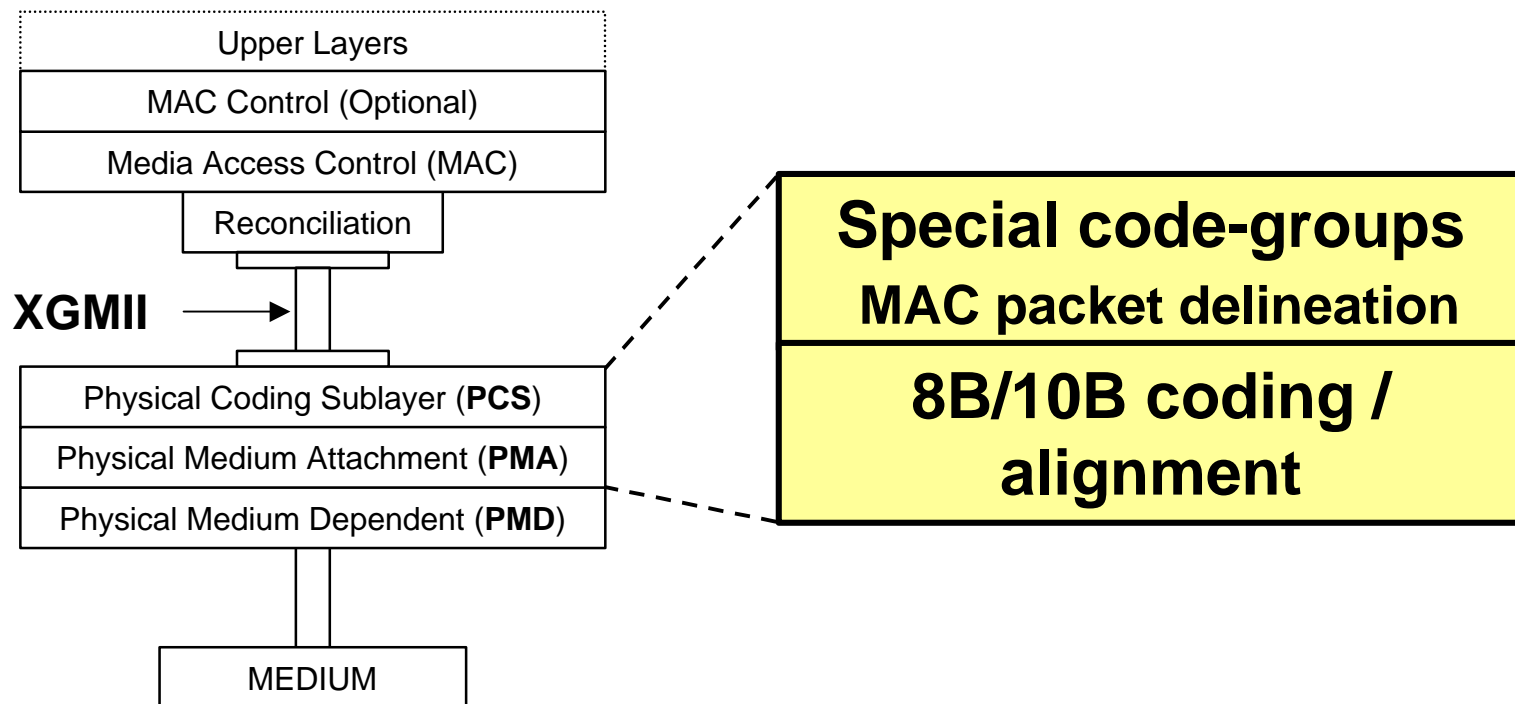 Upper Layers
MAC Control (Optional)
Media Access Control (MAC)
Reconciliation
XGMII
Physical Coding Sublayer (PCS)
Physical Medium Attachment (PMA)
Physical Medium Dependent (PMD)
MEDIUM
Special code-groups
MAC packet delineation
8B/10B coding /
alignment